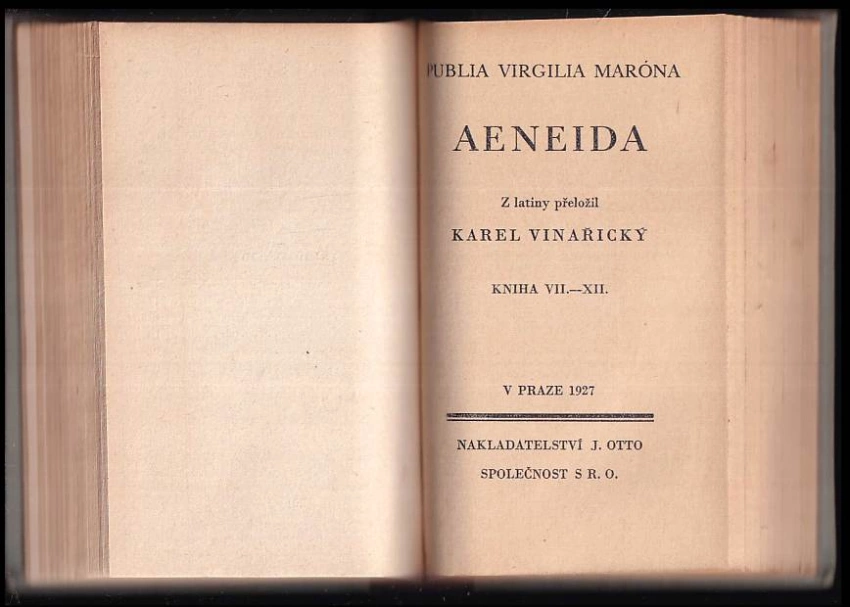 PUBLIA VIRGILIA MARÓNA
AENEIDA
Z latiny přeložil
KAREL VINAŘICKÝ
KNIHA VII.—XII.
V PRAZE 1927
NAKLADATELSTVÍ J. OTTO
SPOLEČNOST S R. O.